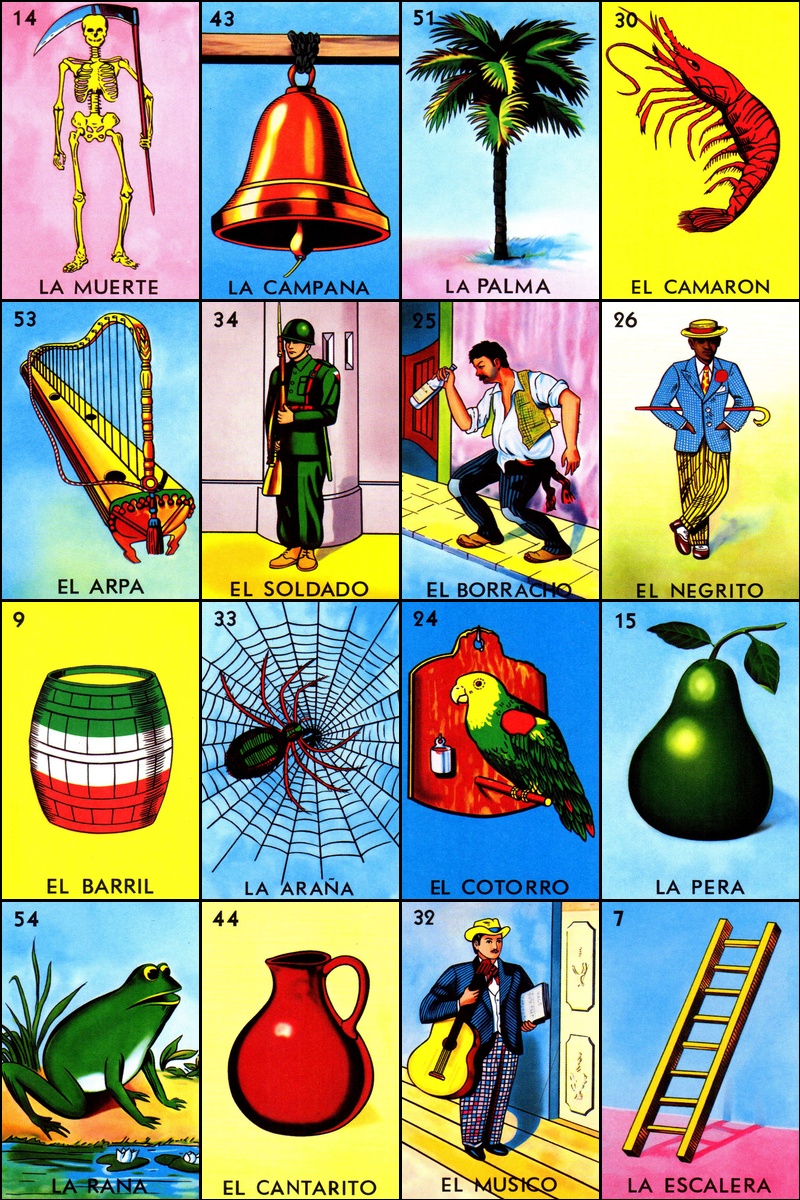 14
LA MUERTE
43
LA CAMPANA
51
LA PALMA
30
EL CAMARON
53
EL ARPA
34
EL SOLDADO
25
EL BORRACHO
26
EL NEGRITO
9
EL BARRIL
33
LA ARAÑA
24
EL COTORRO
15
LA PERA
54
LA RANA
44
EL CANTARITO
32
EL MUSICO
7
LA ESCALERA